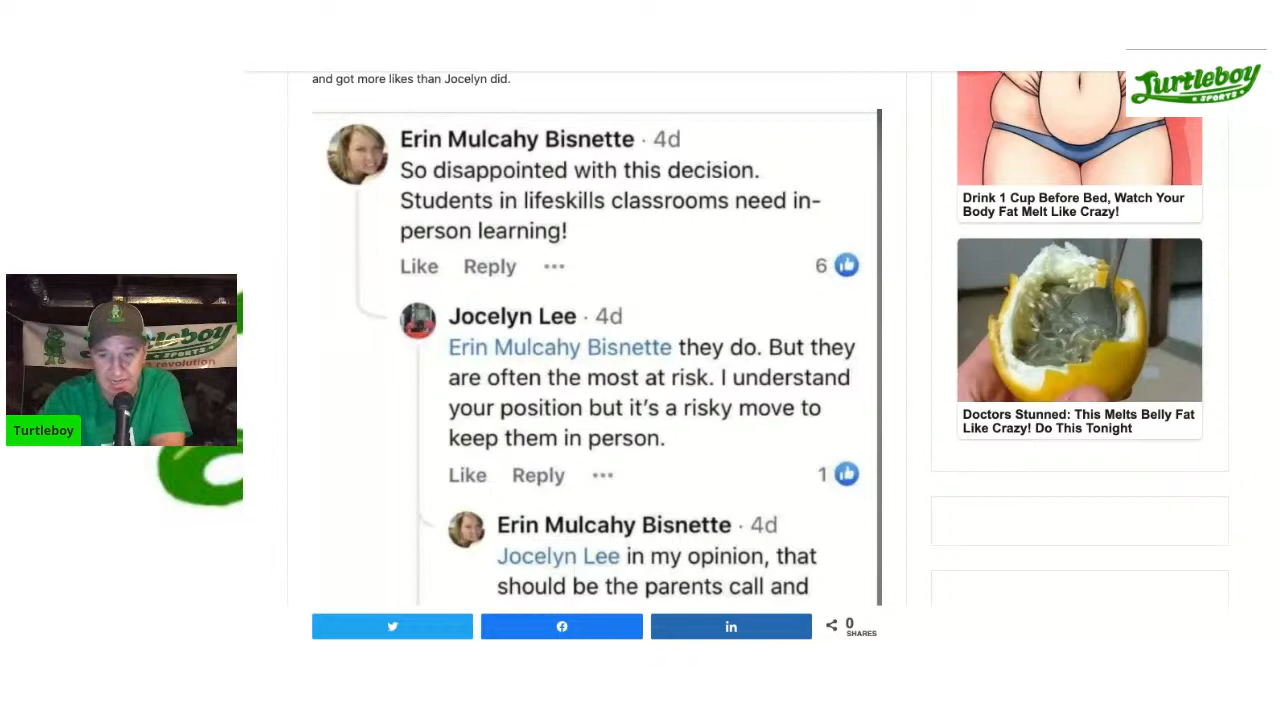 and got more likes than Jocelyn did.
Erin Mulcahy Bisnette · 4d
So disappointed with this decision.
Students in lifeskills classrooms need in-
person learning!
Like Reply ···
6
Jocelyn Lee · 4d
Erin Mulcahy Bisnette they do. But they
are often the most at risk. I understand
your position but it's a risky move to
keep them in person.
Like Reply ···
1
Erin Mulcahy Bisnette · 4d
Jocelyn Lee in my opinion, that
should be the parents call and
0
SHARES
Turtleboy
SPORTS
Drink 1 Cup Before Bed, Watch Your
Body Fat Melt Like Crazy!
Doctors Stunned: This Melts Belly Fat
Like Crazy! Do This Tonight
SPORTS
revolution
Turtleboy